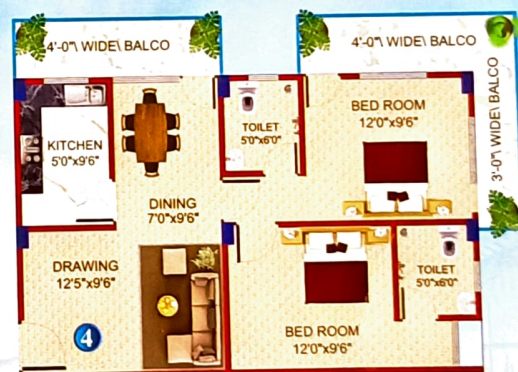 4'-0"\ WIDE\ BALCO
4'-0"\ WIDE\ BALCO
3'-0"\ WIDE\ BALCO
BED ROOM
12'0"x9'6"
TOILET
5'0"x6'0"
KITCHEN
5'0"x9'6"
DINING
7'0"x9'6"
DRAWING
12'5"x9'6"
TOILET
5'0"x6'0"
BED ROOM
12'0"x9'6"
4